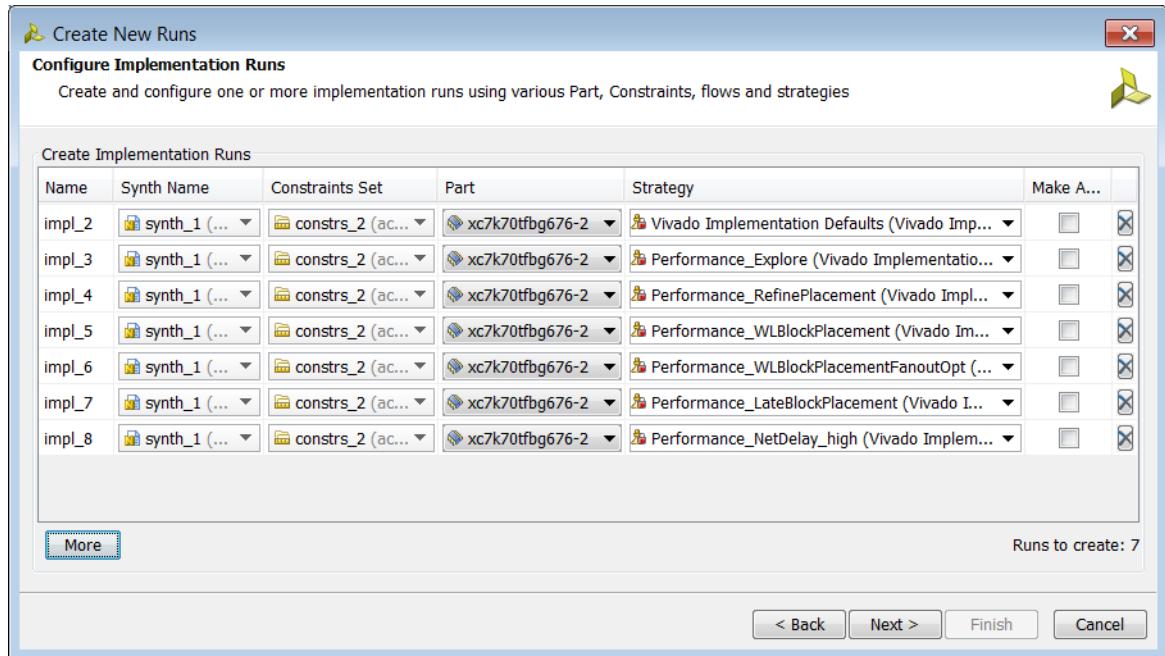 Create New Runs
Configure Implementation Runs
Create and configure one or more implementation runs using various Part, Constraints, flows and strategies
Create Implementation Runs
Name Synth Name Constraints Set Part Strategy Make A...
impl_2 synth_1 (... constrs_2 (ac... xc7k70tfbg676-2 Vivado Implementation Defaults (Vivado Imp...
impl_3 synth_1 (... constrs_2 (ac... xc7k70tfbg676-2 Performance_Explore (Vivado Implementatio...
impl_4 synth_1 (... constrs_2 (ac... xc7k70tfbg676-2 Performance_RefinePlacement (Vivado Impl...
impl_5 synth_1 (... constrs_2 (ac... xc7k70tfbg676-2 Performance_WLBlockPlacement (Vivado Im...
impl_6 synth_1 (... constrs_2 (ac... xc7k70tfbg676-2 Performance_WLBlockPlacementFanoutOpt (...
impl_7 synth_1 (... constrs_2 (ac... xc7k70tfbg676-2 Performance_LateBlockPlacement (Vivado I...
impl_8 synth_1 (... constrs_2 (ac... xc7k70tfbg676-2 Performance_NetDelay_high (Vivado Implem...
More Runs to create: 7
< Back Next > Finish Cancel